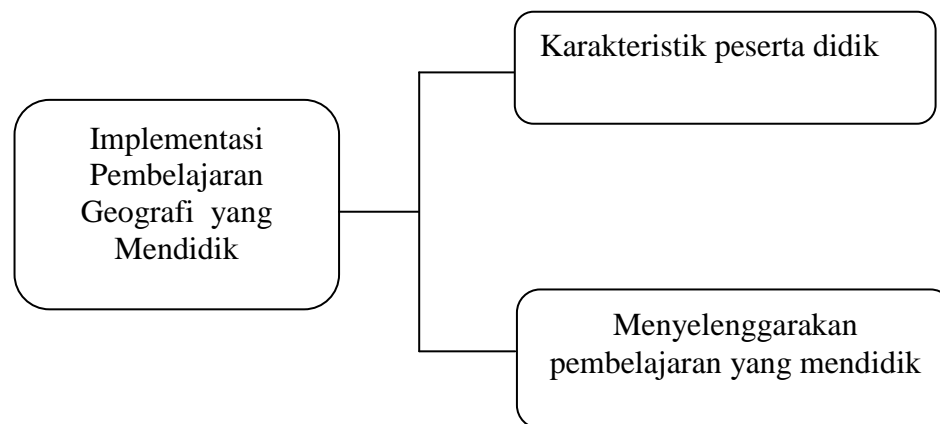 Karakteristik peserta didik
Implementasi
Pembelajaran
Geografi yang
Mendidik
Menyelenggarakan
pembelajaran yang mendidik